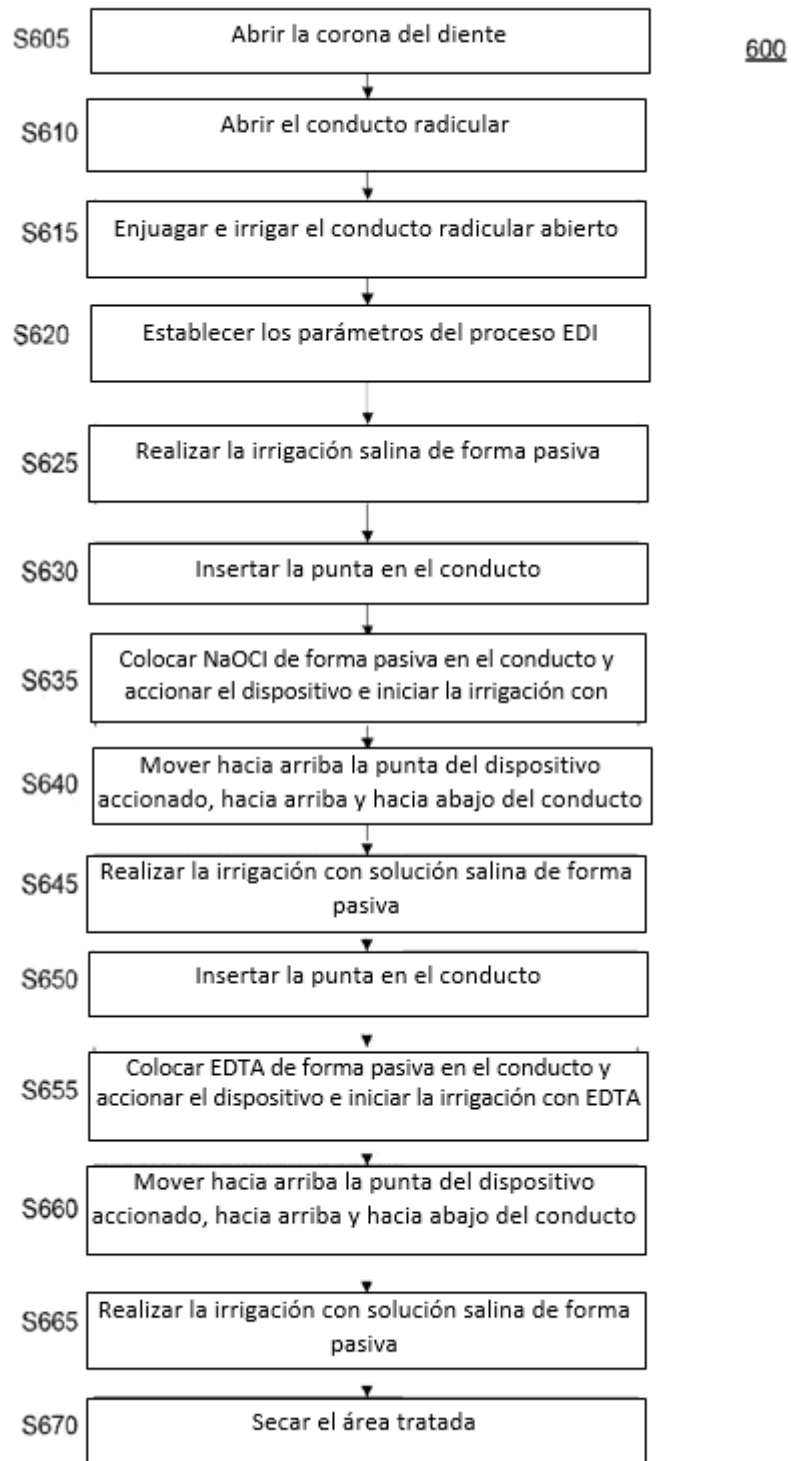 S605
Abrir la corona del diente
600
S610
Abrir el conducto radicular
S615
Enjuagar e irrigar el conducto radicular abierto
S620
Establecer los parámetros del proceso EDI
S625
Realizar la irrigación salina de forma pasiva
S630
Insertar la punta en el conducto
S635
Colocar NaOCI de forma pasiva en el conducto y
accionar el dispositivo e iniciar la irrigación con
S640
Mover hacia arriba la punta del dispositivo
accionado, hacia arriba y hacia abajo del conducto
S645
Realizar la irrigación con solución salina de forma
pasiva
S650
Insertar la punta en el conducto
S655
Colocar EDTA de forma pasiva en el conducto y
accionar el dispositivo e iniciar la irrigación con EDTA
S660
Mover hacia arriba la punta del dispositivo
accionado, hacia arriba y hacia abajo del conducto
S665
Realizar la irrigación con solución salina de forma
pasiva
S670
Secar el área tratada